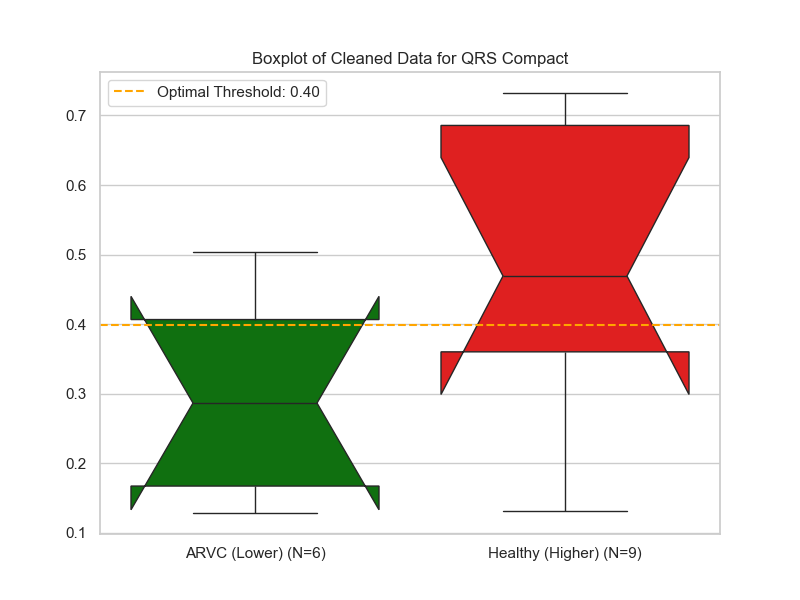 Boxplot of Cleaned Data for QRS Compact
Optimal Threshold: 0.40
0.7
0.6
0.5
0.4
0.3
0.2
0.1
ARVC (Lower) (N=6)
Healthy (Higher) (N=9)